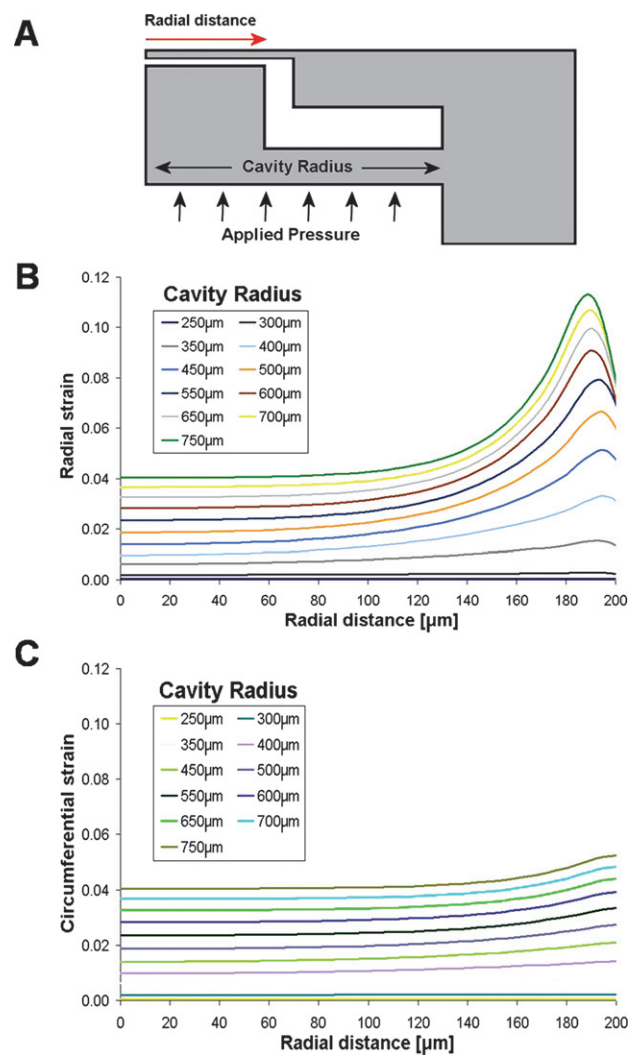 A
Radial distance
Cavity Radius
Applied Pressure
B
0.12
0.10
0.08
0.06
0.04
0.02
0.00
Radial strain
Cavity Radius
250µm 300µm
350µm 400µm
450µm 500µm
550µm 600µm
650µm 700µm
750µm
0 20 40 60 80 100 120 140 160 180 200
Radial distance [µm]
C
0.12
0.10
0.08
0.06
0.04
0.02
0.00
Circumferential strain
Cavity Radius
250µm 300µm
350µm 400µm
450µm 500µm
550µm 600µm
650µm 700µm
750µm
0 20 40 60 80 100 120 140 160 180 200
Radial distance [µm]